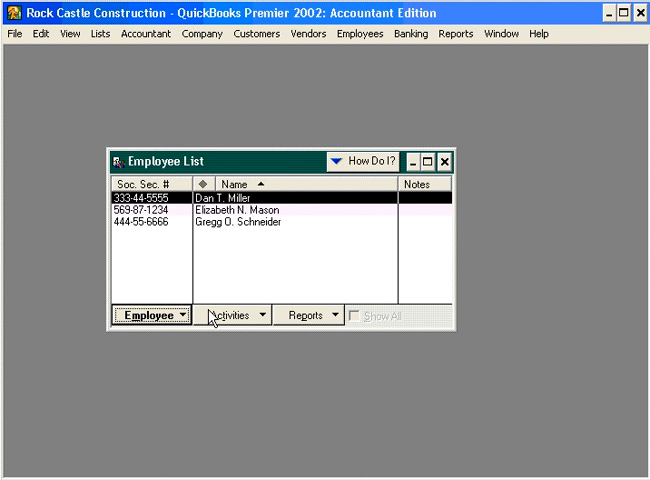 Rock Castle Construction - QuickBooks Premier 2002: Accountant Edition
File Edit View Lists Accountant Company Customers Vendors Employees Banking Reports Window Help
Employee List How Do I?
Soc. Sec. # Name Notes
333-44-5555 Dan T. Miller
569-87-1234 Elizabeth N. Mason
444-55-6666 Gregg O. Schneider
Employee Activities Reports Show All